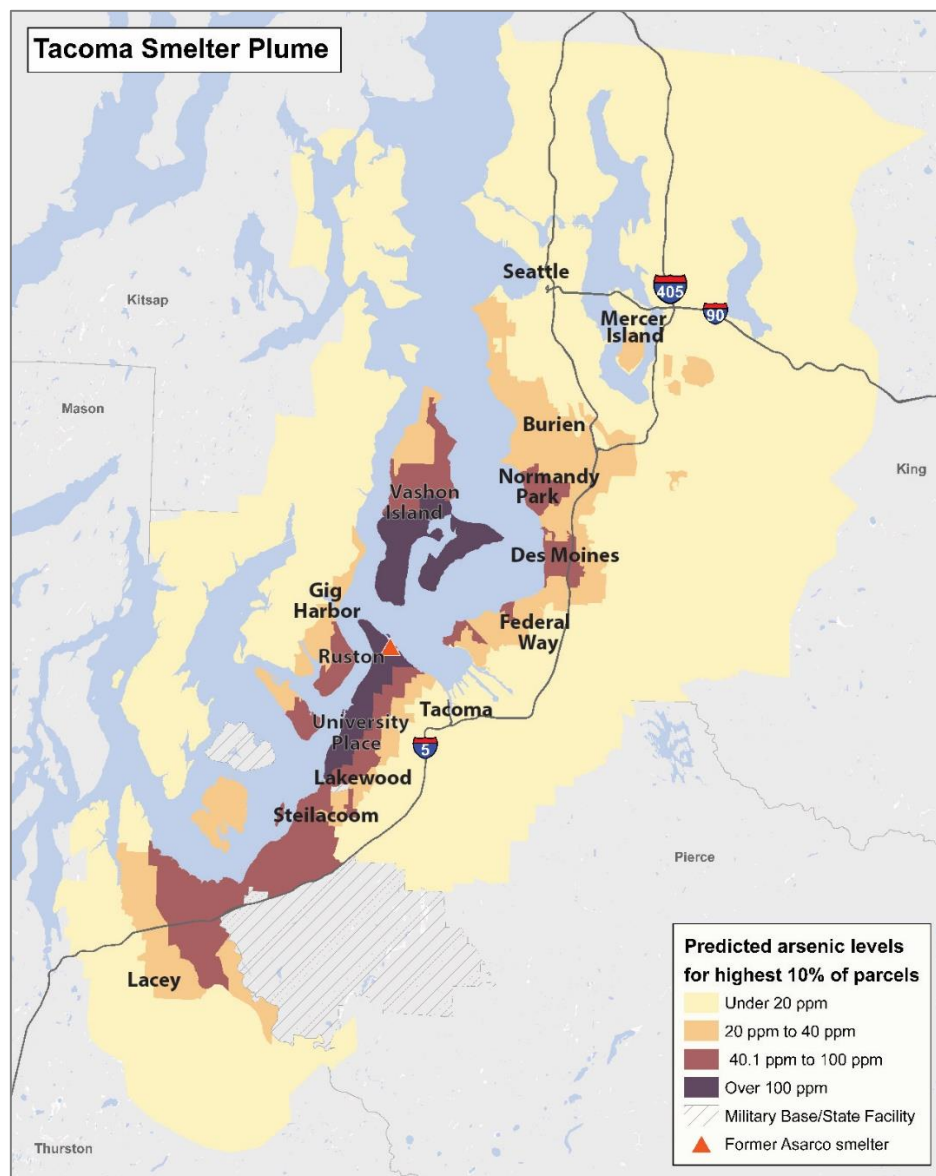 Tacoma Smelter Plume
Seattle
405
90
Kitsap
Mercer
Island
Mason
Burien
King
Normandy
Park
Vashon
Island
Des Moines
Gig
Harbor
Federal
Way
Ruston
Tacoma
University
Place
5
Lakewood
Steilacoom
Pierce
Lacey
Thurston
Predicted arsenic levels
for highest 10% of parcels
Under 20 ppm
20 ppm to 40 ppm
40.1 ppm to 100 ppm
Over 100 ppm
Military Base/State Facility
Former Asarco smelter